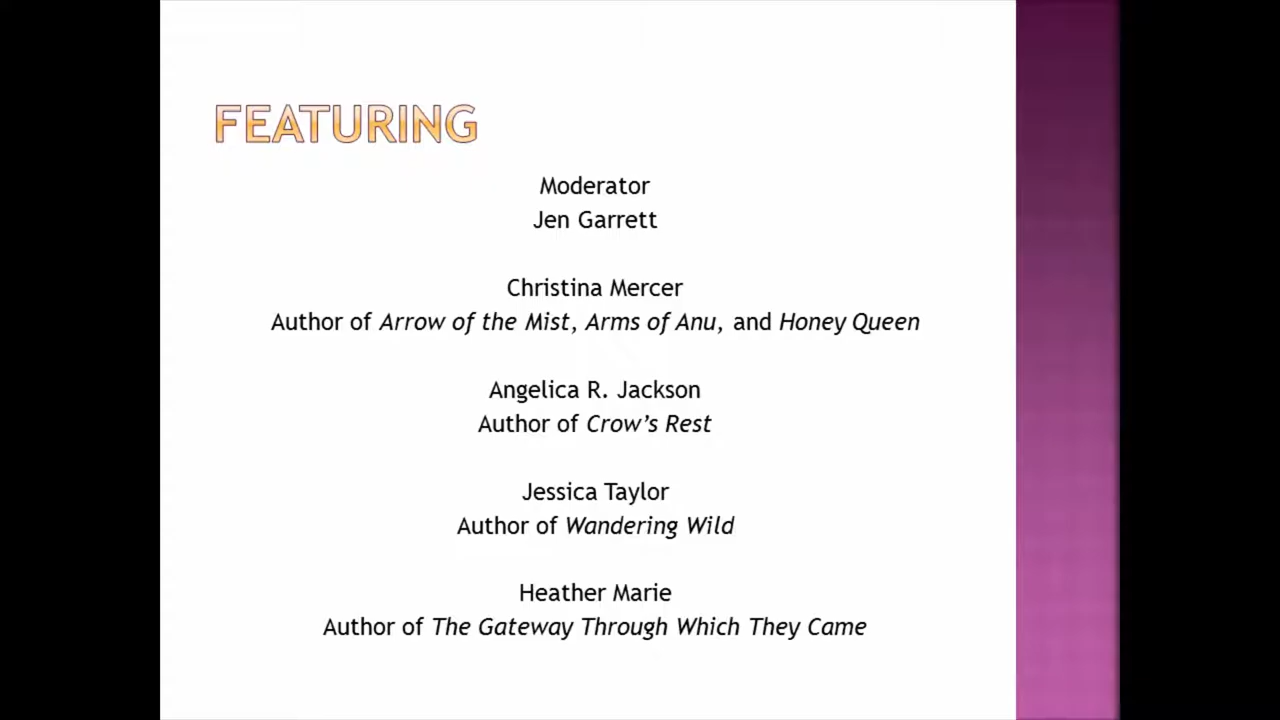 FEATURING
Moderator
Jen Garrett
Christina Mercer
Author of Arrow of the Mist, Arms of Anu, and Honey Queen
Angelica R. Jackson
Author of Crow’s Rest
Jessica Taylor
Author of Wandering Wild
Heather Marie
Author of The Gateway Through Which They Came